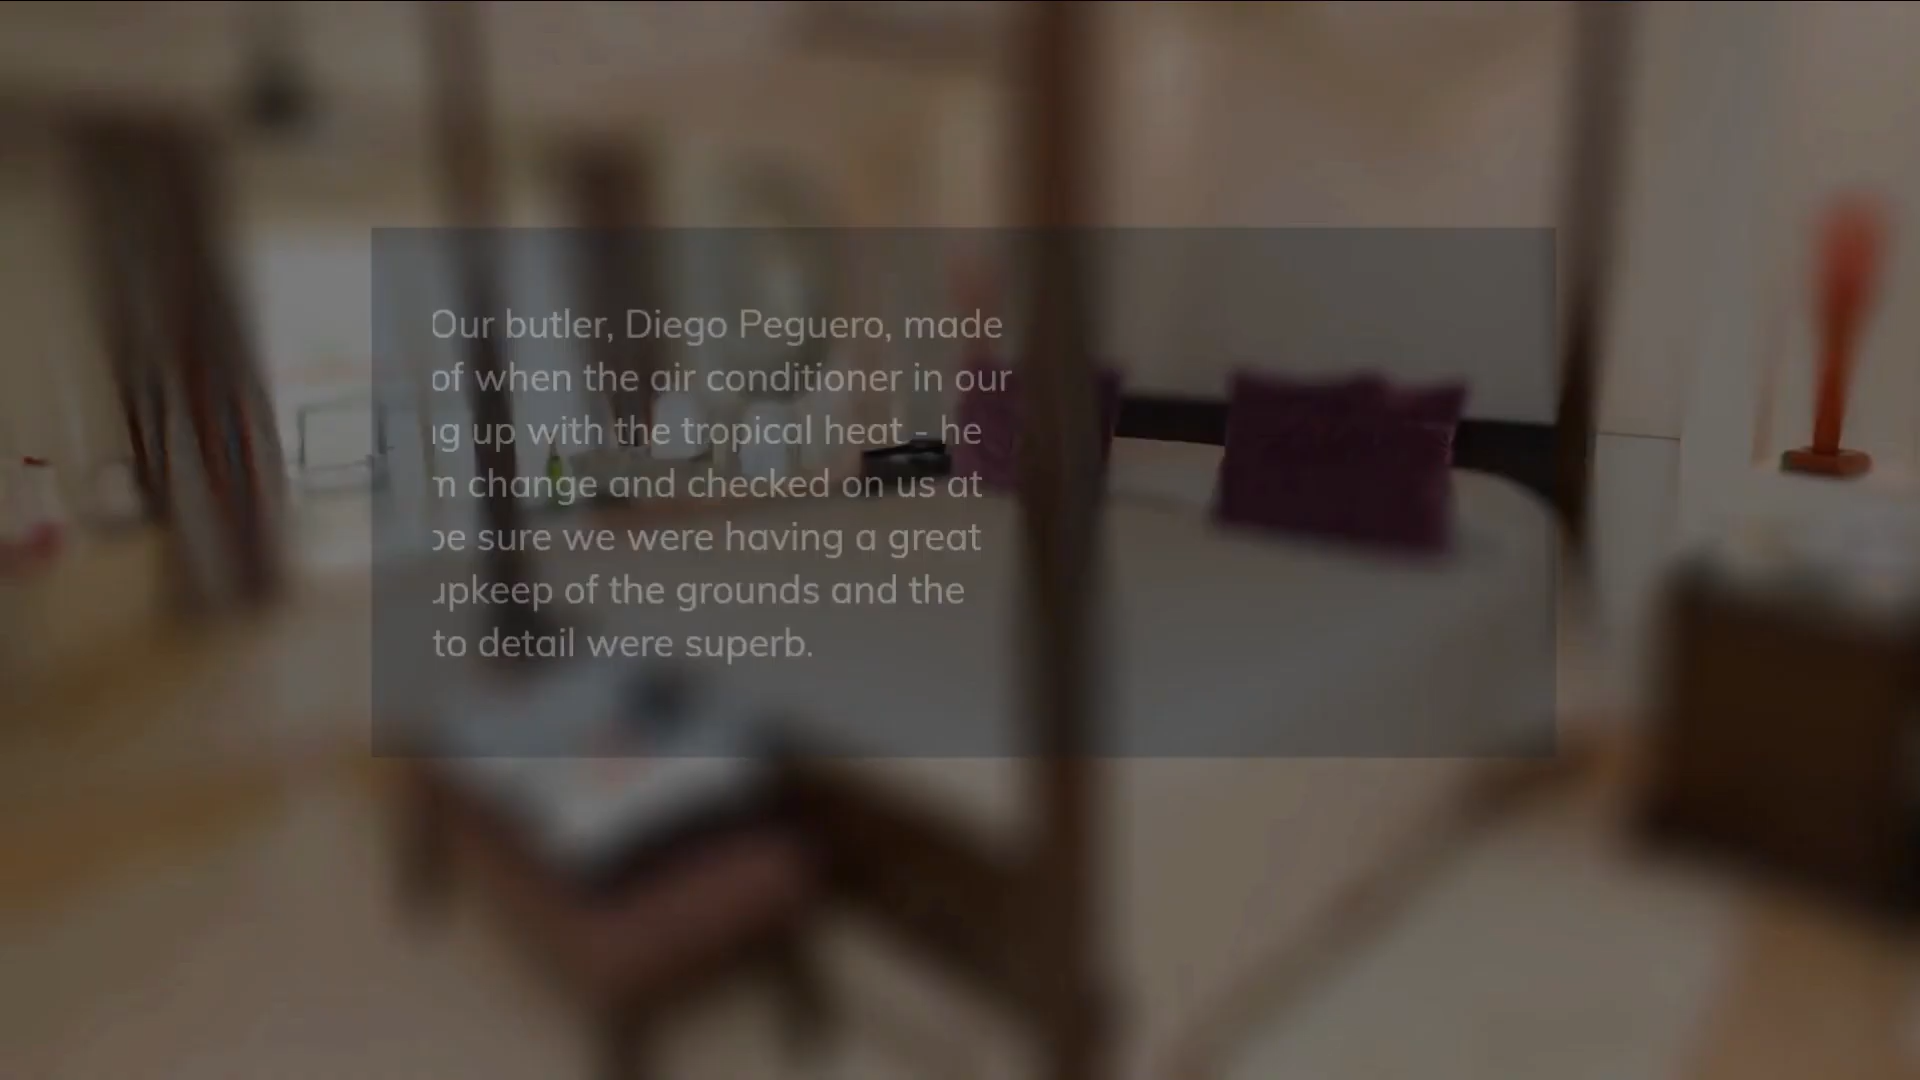 Our butler, Diego Peguero, made
of when the air conditioner in our
up with the tropical heat - he
change and checked on us at
be sure we were having a great
upkeep of the grounds and the
to detail were superb.